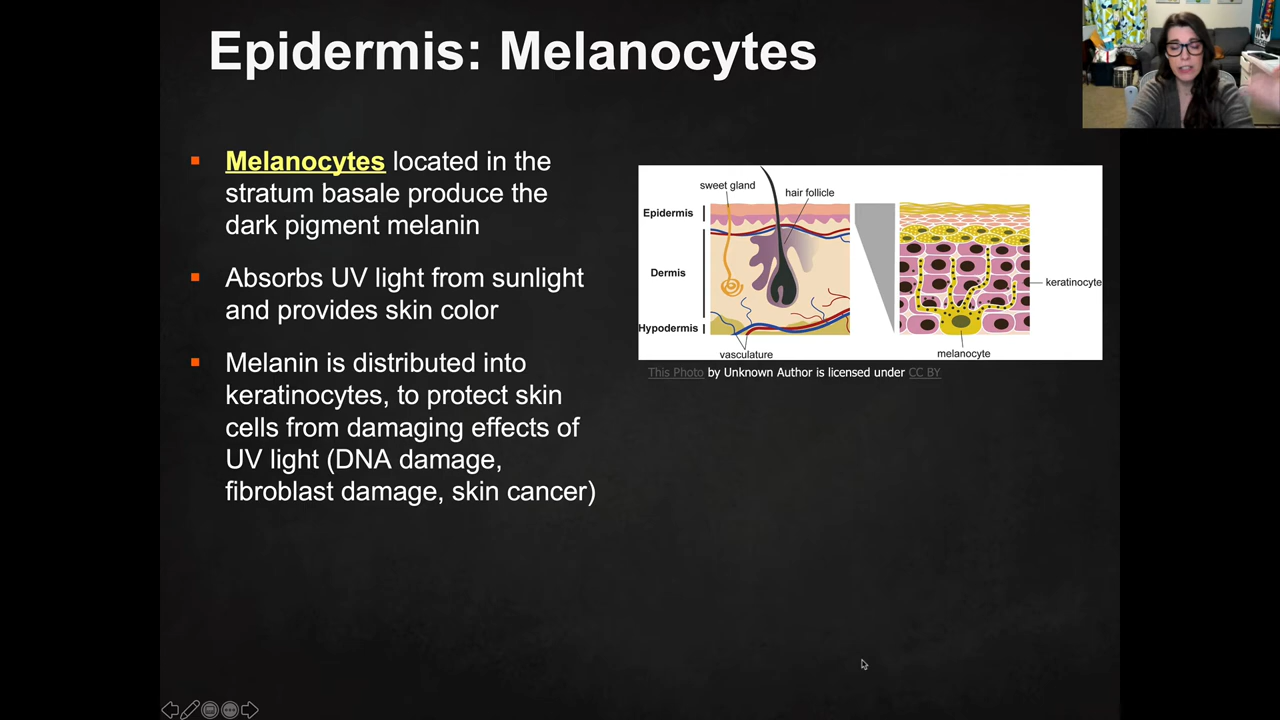 Epidermis: Melanocytes
Melanocytes located in the
stratum basale produce the
dark pigment melanin
Absorbs UV light from sunlight
and provides skin color
Melanin is distributed into
keratinocytes, to protect skin
cells from damaging effects of
UV light (DNA damage,
fibroblast damage, skin cancer)
sweet gland
hair follicle
Epidermis
Dermis
Hypodermis
vasculature
keratinocyte
melanocyte
This Photo by Unknown Author is licensed under CC BY